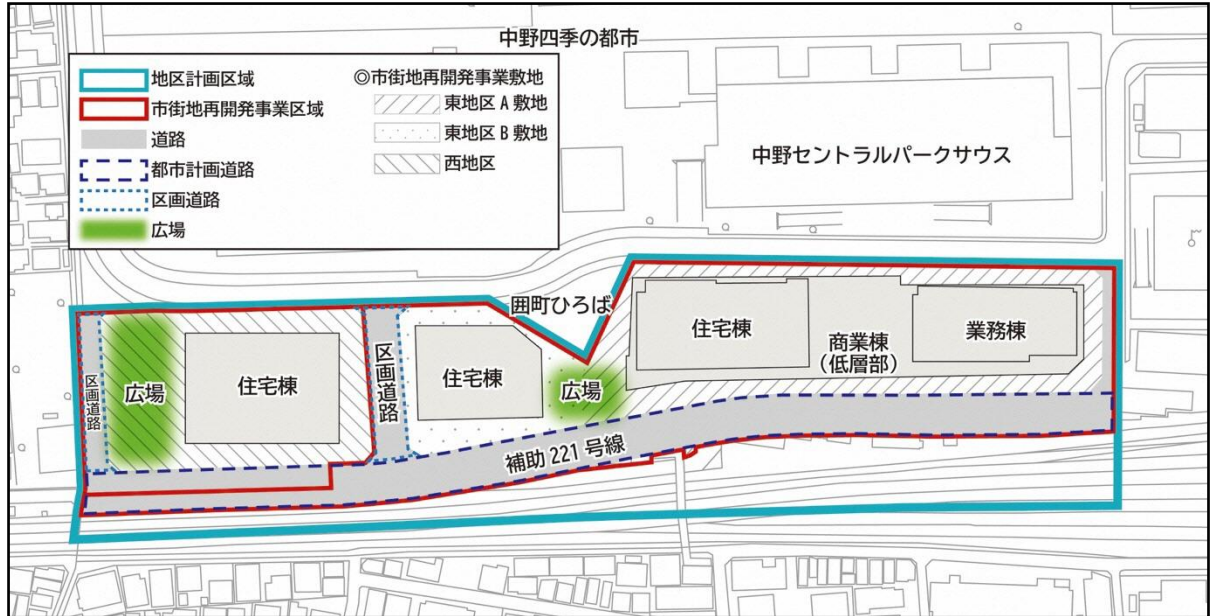 中野四季の都市
地区計画区域
市街地再開発事業区域
道路
都市計画道路
区画道路
広場
◎市街地再開発事業敷地
東地区 A 敷地
東地区 B 敷地
西地区
中野セントラルパークサウス
囲町ひろば
区画道路
広場
住宅棟
区画道路
住宅棟
広場
住宅棟
商業棟
(低層部)
業務棟
補助 221 号線